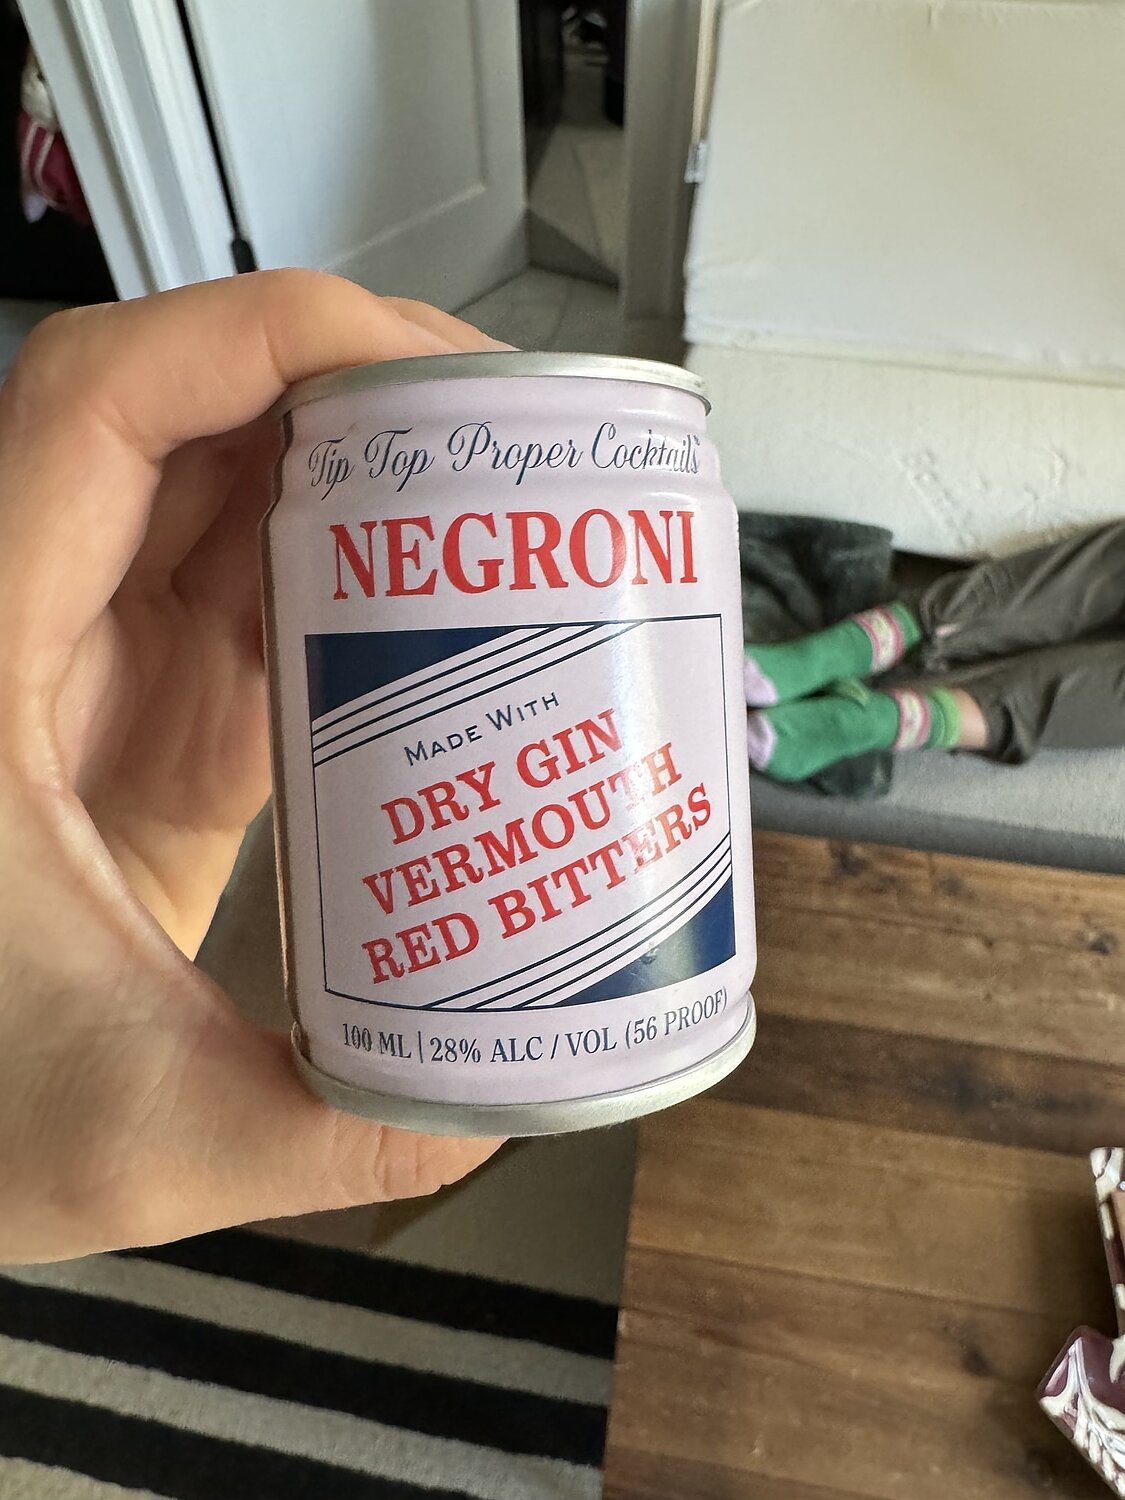 Tip Top Proper Cocktails
NEGRONI
MADE WITH
DRY GIN
VERMOUTH
RED BITTERS
100 ML | 28% ALC / VOL (56 PROOF)